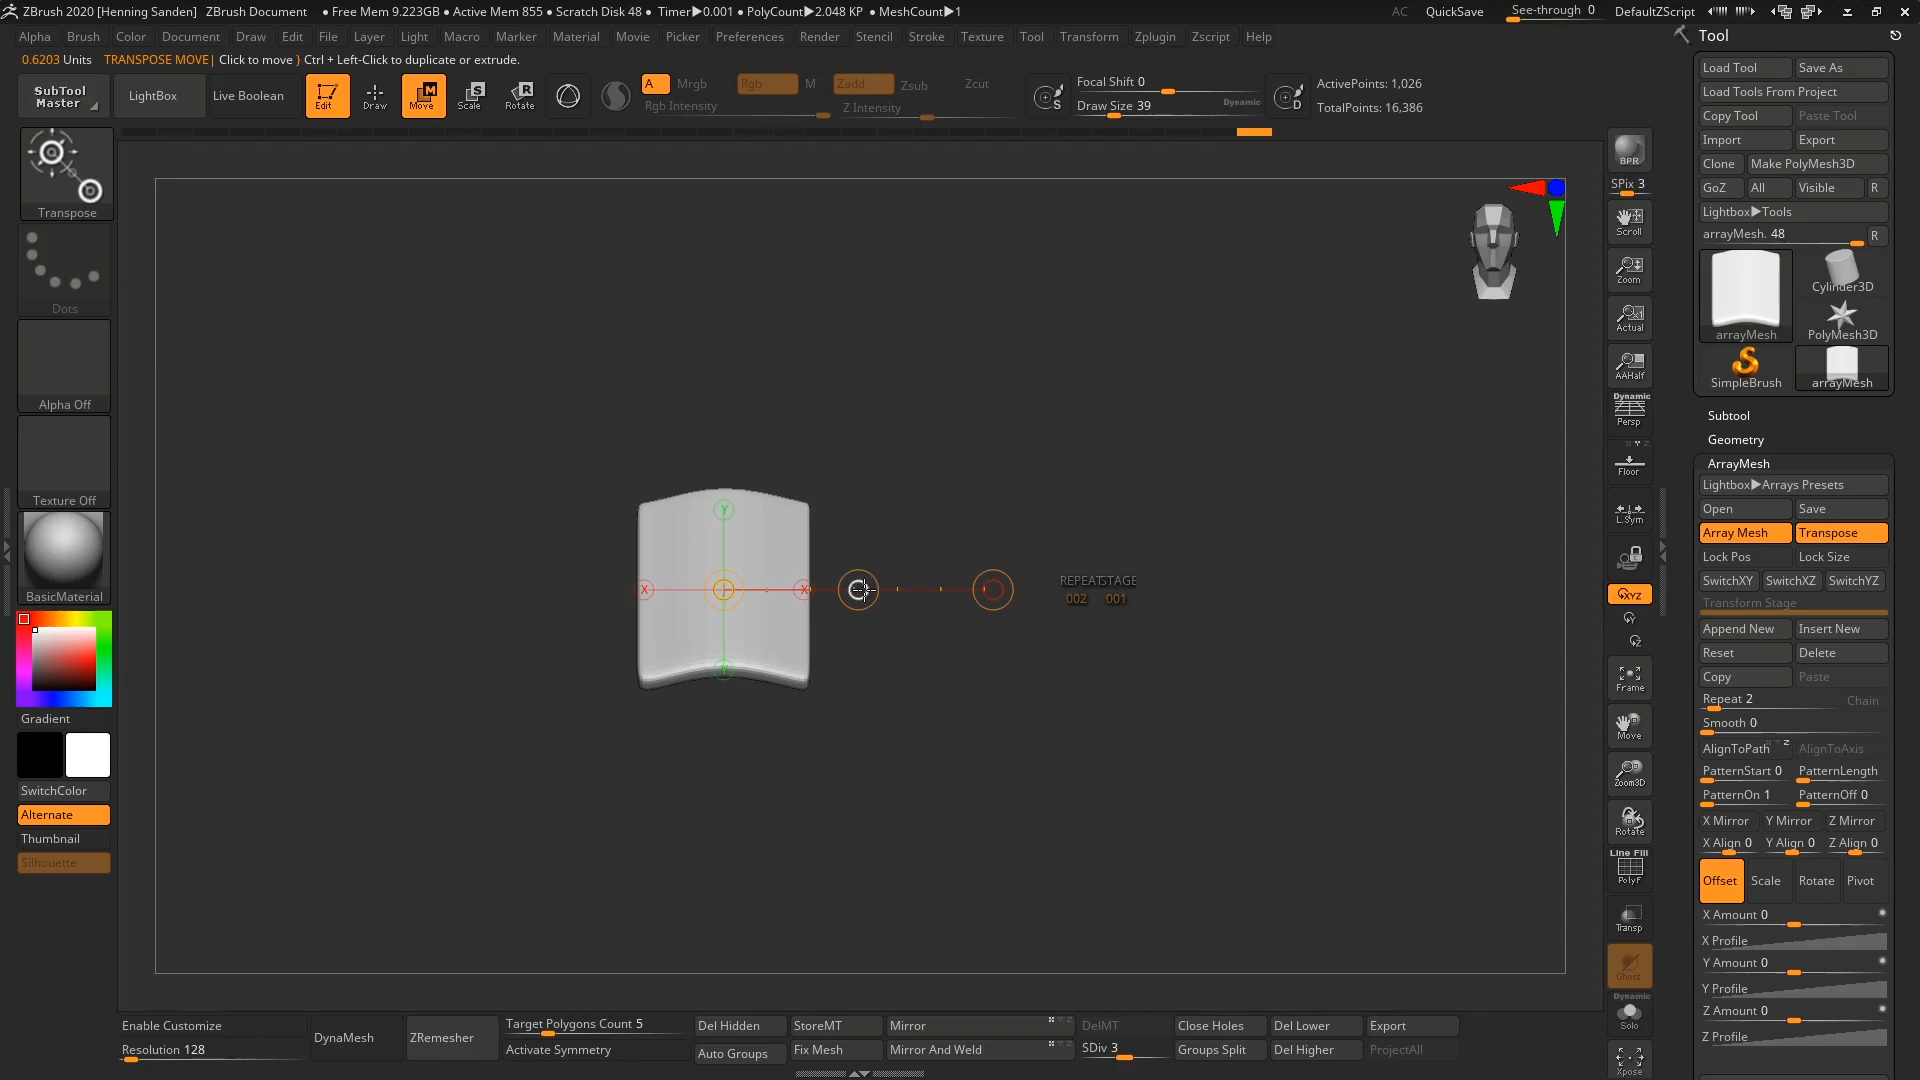 ZBrush 2020 [Henning Sanden] ZBrush Document • Free Mem 9.223GB • Active Mem 855 • Scratch Disk 48 • Timer▶0.001 • PolyCount▶2.048 KP • MeshCount▶1 AC QuickSave See-through 0 DefaultZScript
Alpha Brush Color Document Draw Edit File Layer Light Macro Marker Material Movie Picker Preferences Render Stencil Stroke Texture Tool Transform Zplugin Zscript Help
0.6203 Units TRANSPOSE MOVE| Click to move } Ctrl + Left-Click to duplicate or extrude.
SubTool Master
LightBox
Live Boolean
Edit
Draw
Move
Scale
Rotate
A Mrgb Rgb M Zadd Zsub Zcut
Rgb Intensity Z Intensity
S
Focal Shift 0
Draw Size 39 Dynamic
D
ActivePoints: 1,026
TotalPoints: 16,386
Transpose
Dots
Alpha Off
Texture Off
BasicMaterial
Gradient
SwitchColor
Alternate
Thumbnail
Silhouette
Y
X X
REPEAT STAGE
002 001
BPR
SPix 3
Scroll
Zoom
Actual
AAHalf
Dynamic
Persp
Floor
L.Sym
XYZ
Y
Z
Frame
Move
Zoom3D
Rotate
Line Fill
PolyF
Transp
Ghost
Dynamic
Solo
Xpose
Tool
Load Tool Save As
Load Tools From Project
Copy Tool Paste Tool
Import Export
Clone Make PolyMesh3D
GoZ All Visible R
Lightbox▶Tools
arrayMesh. 48 R
arrayMesh
Cylinder3D
PolyMesh3D
SimpleBrush
arrayMesh
Subtool
Geometry
ArrayMesh
Lightbox▶Arrays Presets
Open Save
Array Mesh Transpose
Lock Pos Lock Size
SwitchXY SwitchXZ SwitchYZ
Transform Stage
Append New Insert New
Reset Delete
Copy Paste
Repeat 2 Chain
Smooth 0
AlignToPath AlignToAxis
PatternStart 0 PatternLength
PatternOn 1 PatternOff 0
X Mirror Y Mirror Z Mirror
X Align 0 Y Align 0 Z Align 0
Offset Scale Rotate Pivot
X Amount 0
X Profile
Y Amount 0
Y Profile
Z Amount 0
Z Profile
Enable Customize
Resolution 128
DynaMesh
ZRemesher
Target Polygons Count 5
Activate Symmetry
Del Hidden
Auto Groups
StoreMT
Fix Mesh
Mirror
Mirror And Weld
DelMT
SDiv 3
Close Holes
Groups Split
Del Lower
Del Higher
Export
ProjectAll